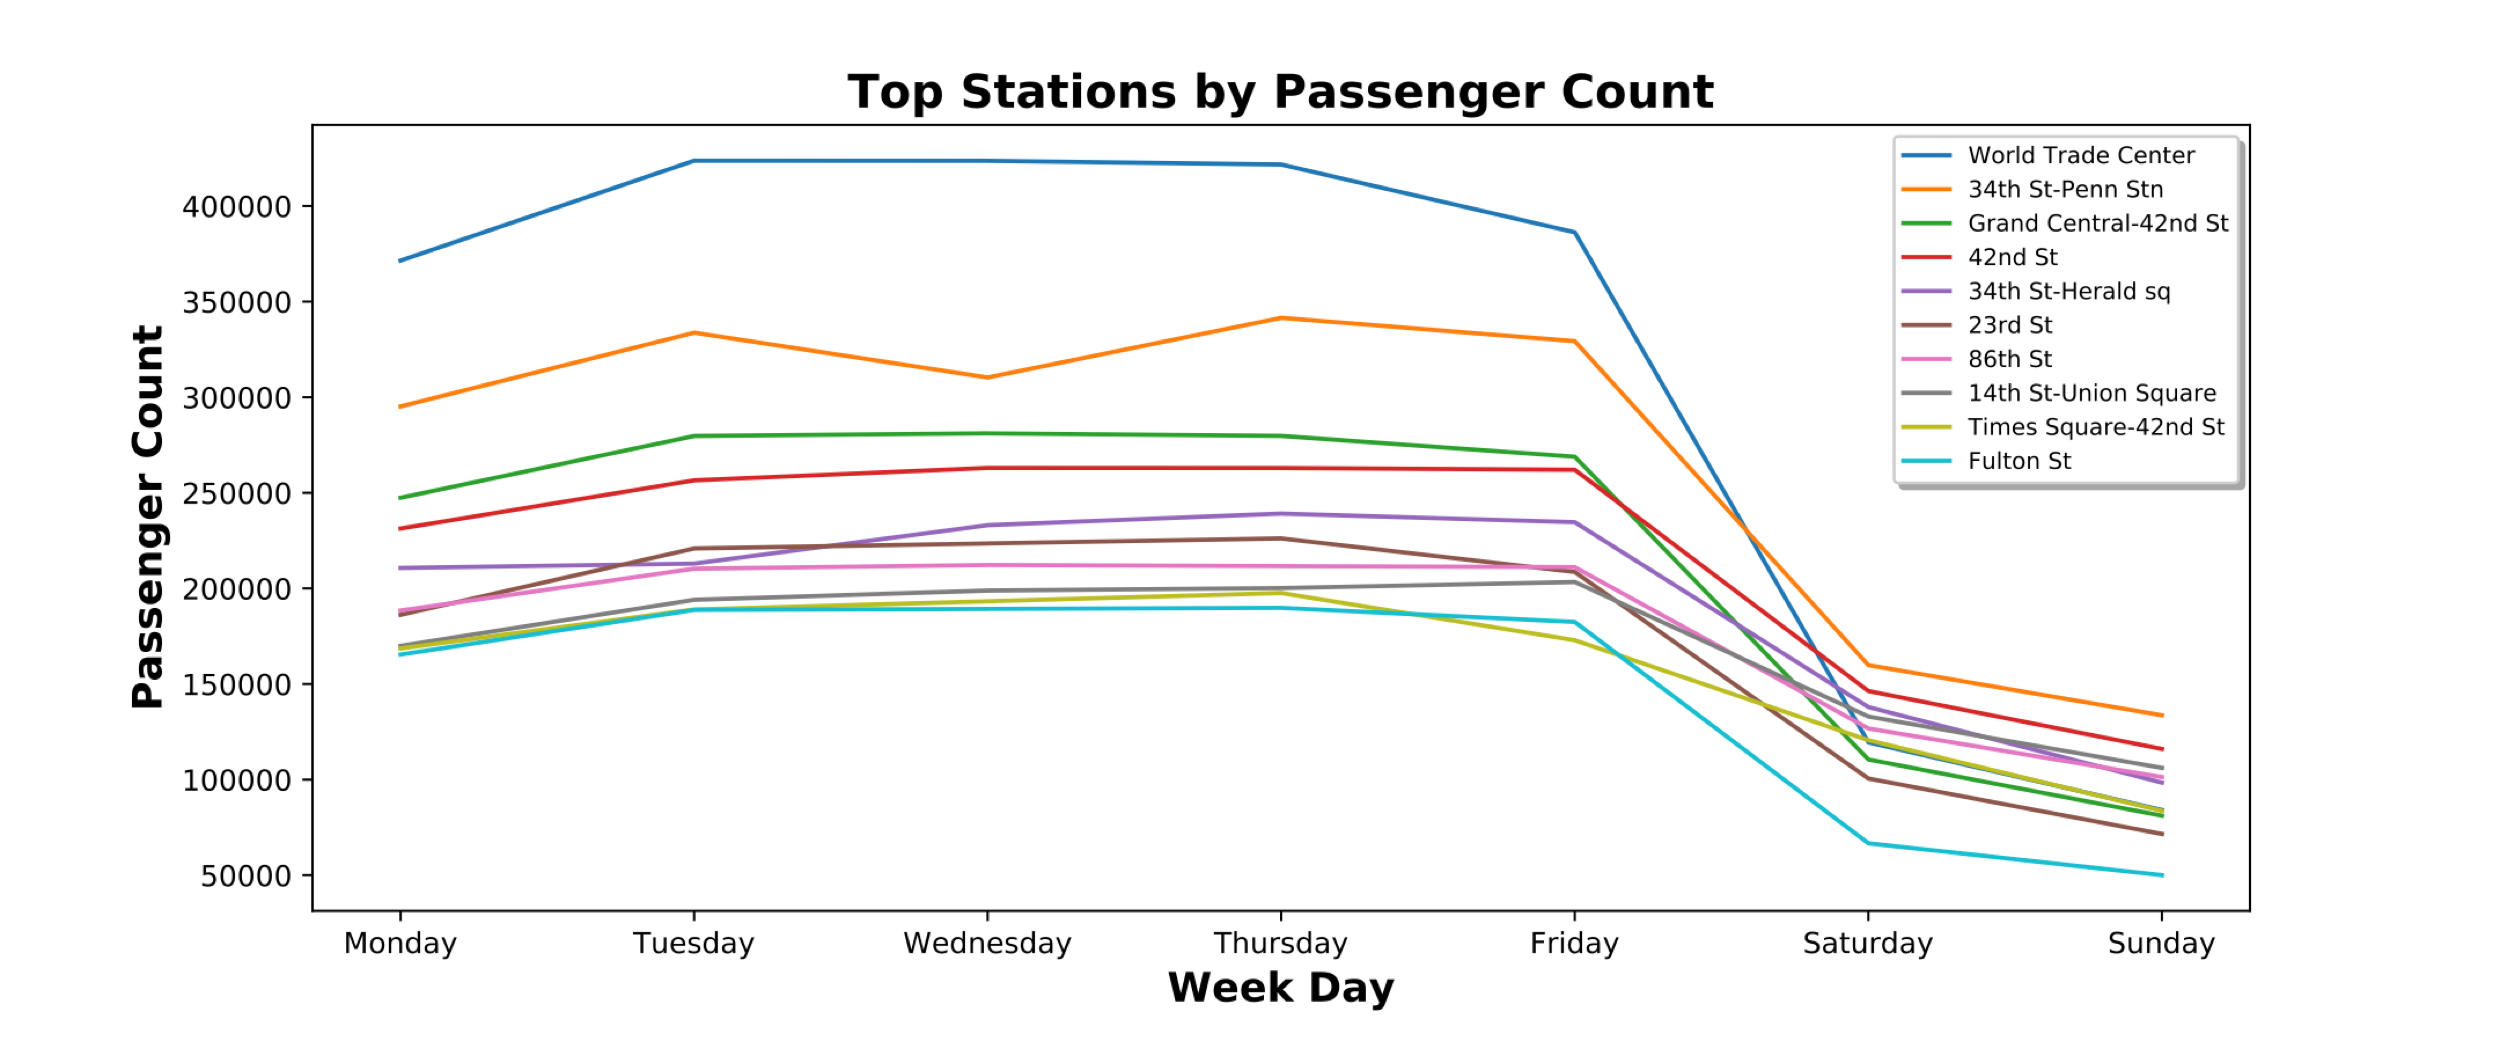 Top Stations by Passenger Count
World Trade Center
34th St-Penn Stn
Grand Central-42nd St
42nd St
34th St-Herald sq
23rd St
86th St
14th St-Union Square
Times Square-42nd St
Fulton St
Passenger Count
400000
350000
300000
250000
200000
150000
100000
50000
Monday Tuesday Wednesday Thursday Friday Saturday Sunday
Week Day